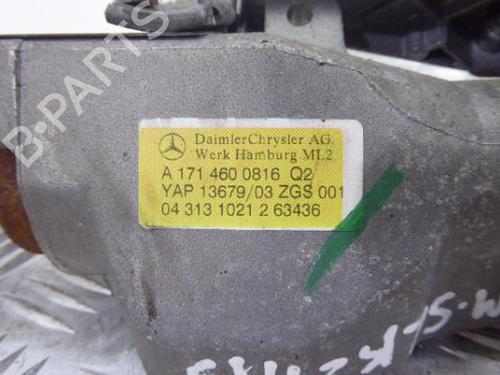 DaimlerChrysler AG.
Werk Hamburg ML2
A 171 460 0816 Q2
YAP 13679/03 ZGS 001
04 313 1021 2 63436
B PARTS